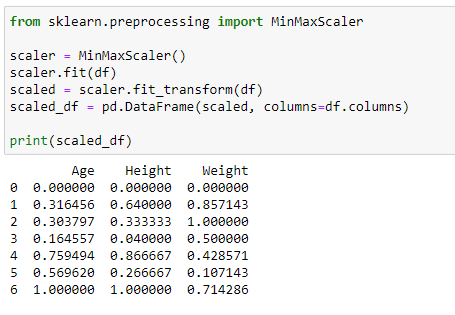 from sklearn.preprocessing import MinMaxScaler
scaler = MinMaxScaler()
scaler.fit(df)
scaled = scaler.fit_transform(df)
scaled_df = pd.DataFrame(scaled, columns=df.columns)
print(scaled_df)
Age Height Weight
0 0.000000 0.000000 0.000000
1 0.316456 0.640000 0.857143
2 0.303797 0.333333 1.000000
3 0.164557 0.040000 0.500000
4 0.759494 0.866667 0.428571
5 0.569620 0.266667 0.107143
6 1.000000 1.000000 0.714286